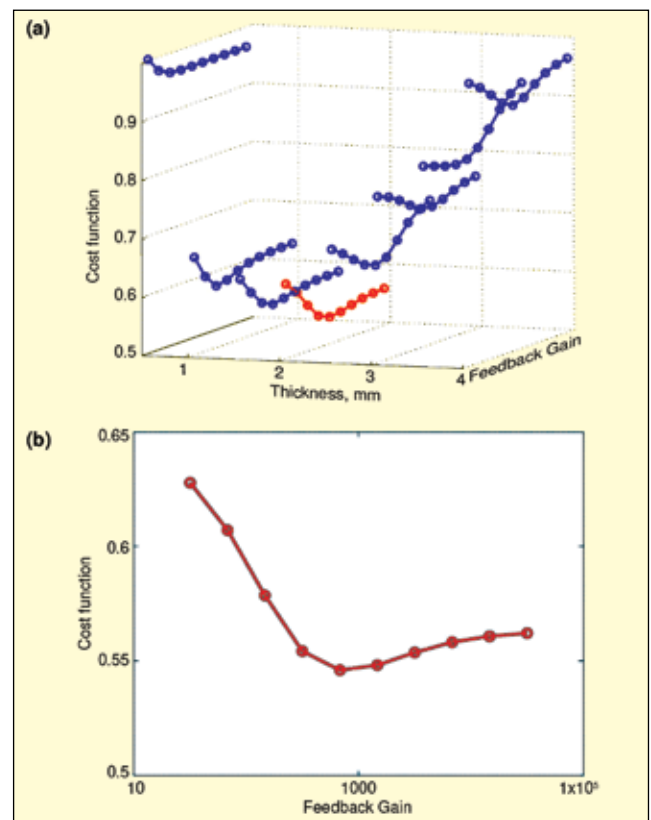 (a)
0.9
0.8
0.7
0.6
0.5
Cost function
1
2
3
4
Thickness, mm
Feedback Gain
(b)
0.65
0.6
0.55
0.5
Cost function
10
1000
1x10⁵
Feedback Gain